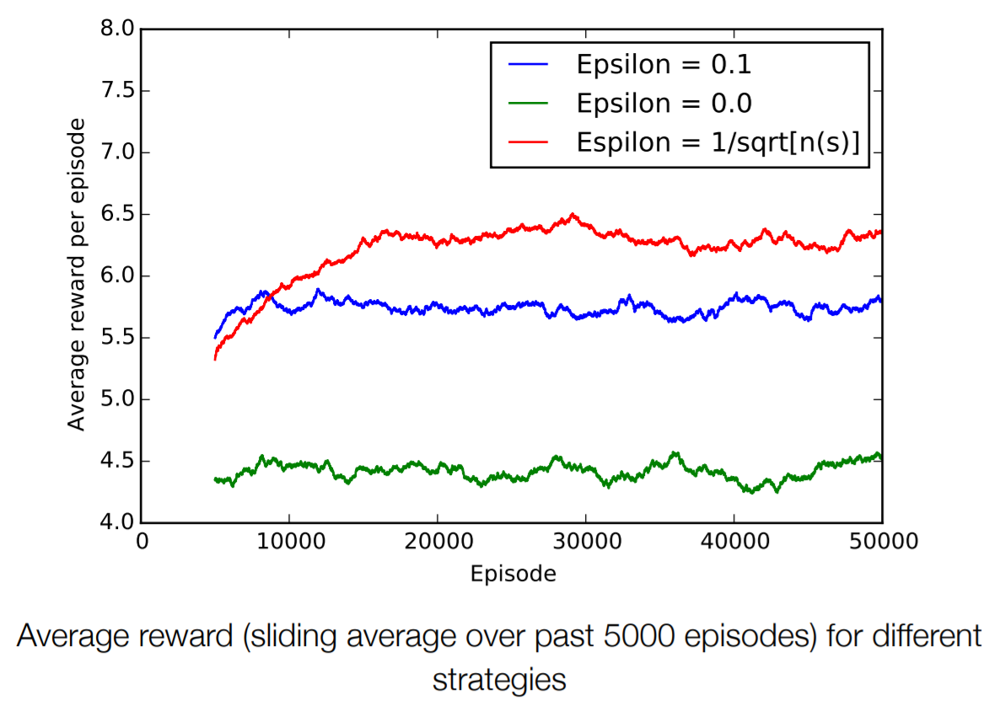 8.0
7.5
7.0
6.5
6.0
5.5
5.0
4.5
4.0
Average reward per episode
Epsilon = 0.1
Epsilon = 0.0
Espilon = 1/sqrt[n(s)]
0 10000 20000 30000 40000 50000
Episode
Average reward (sliding average over past 5000 episodes) for different
strategies